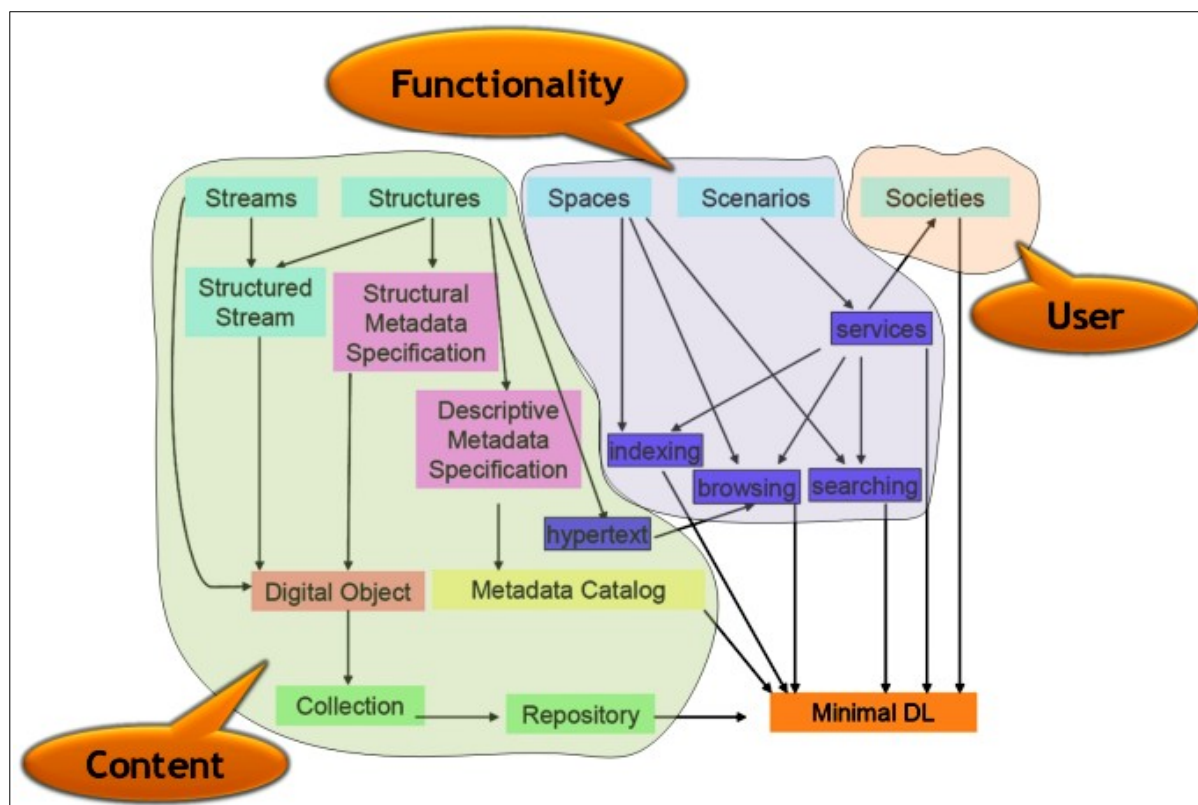 Functionality
Streams
Structures
Spaces
Scenarios
Societies
Structured
Stream
Structural
Metadata
Specification
services
User
Descriptive
Metadata
Specification
indexing
browsing
searching
hypertext
Digital Object
Metadata Catalog
Collection
Repository
Minimal DL
Content